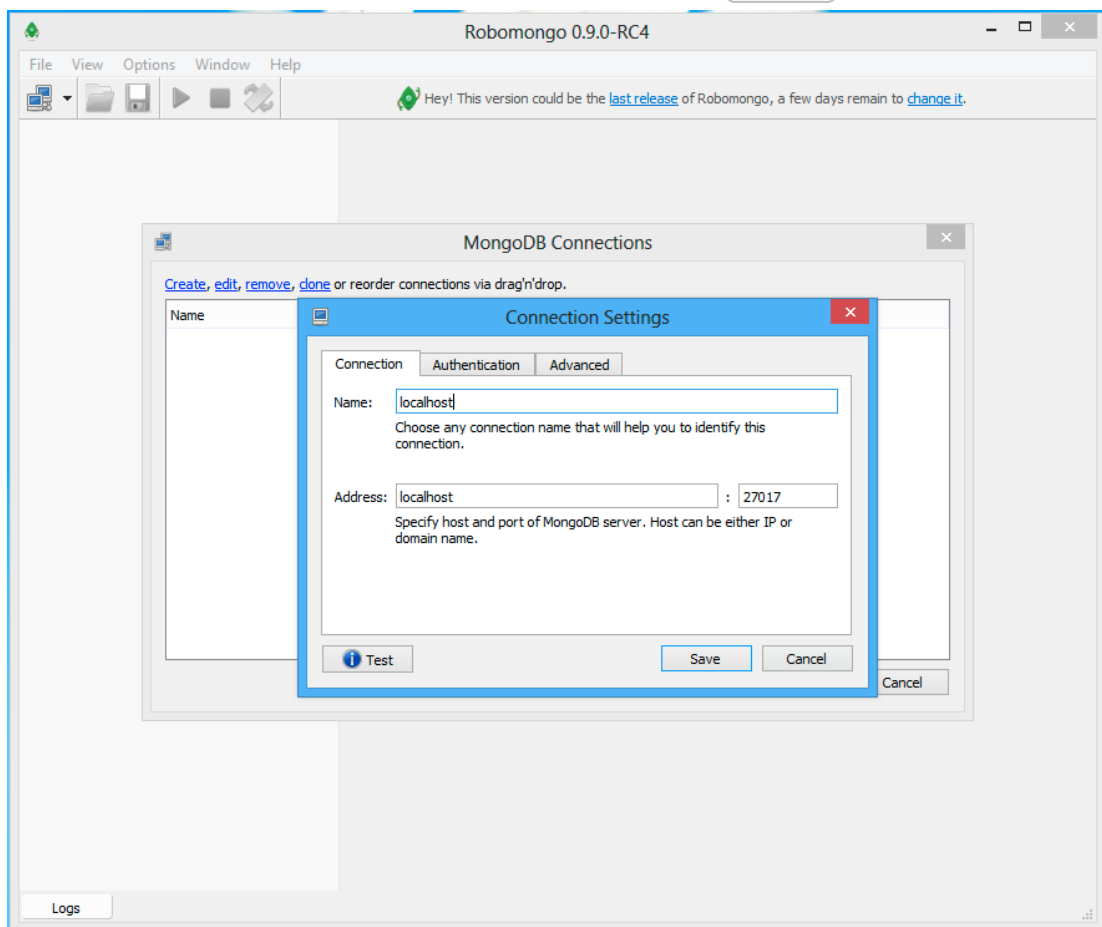 Robomongo 0.9.0-RC4
File View Options Window Help
Hey! This version could be the last release of Robomongo, a few days remain to change it.
MongoDB Connections
Create, edit, remove, clone or reorder connections via drag'n'drop.
Name
Connection Settings
Connection Authentication Advanced
Name: localhost
Choose any connection name that will help you to identify this
connection.
Address: localhost : 27017
Specify host and port of MongoDB server. Host can be either IP or
domain name.
Test Save Cancel
Cancel
Logs